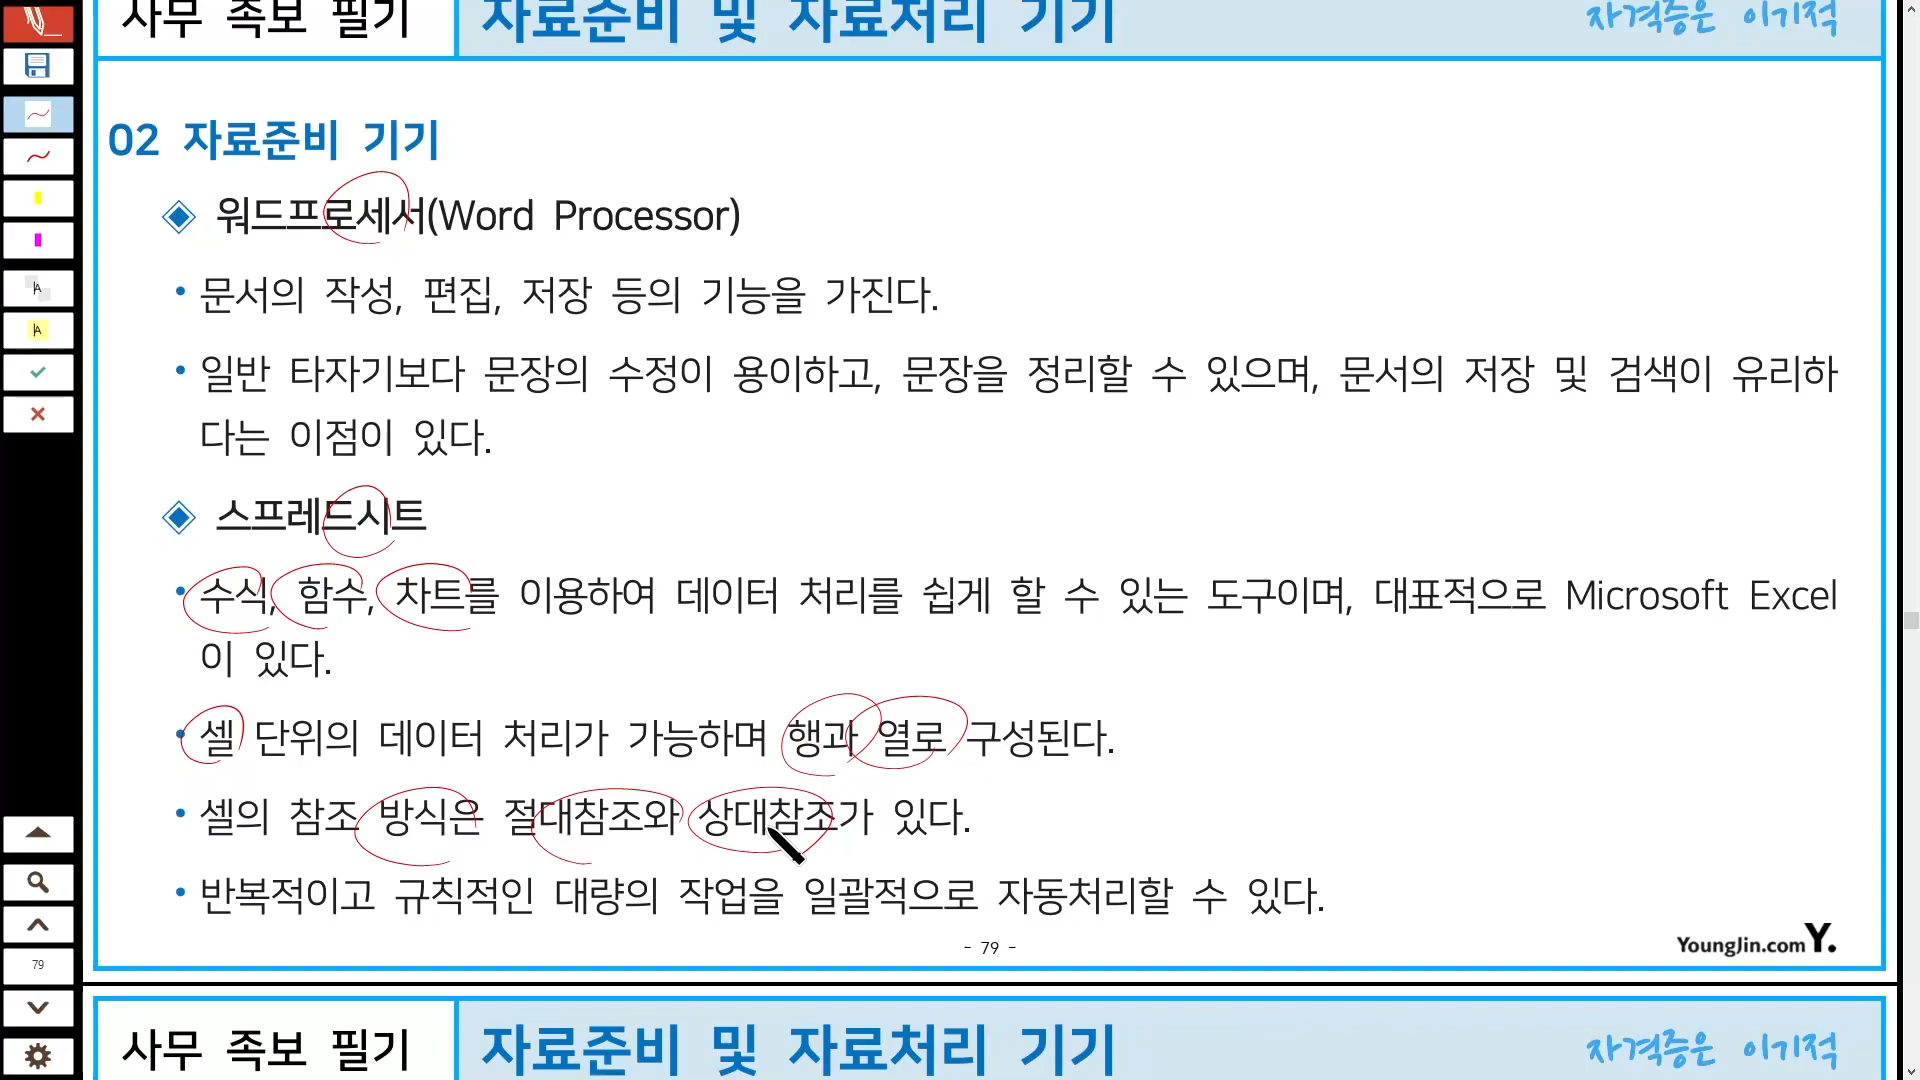 사무 족보 필기
자료준비 및 자료처리 기기
자격증은 이기적
02 자료준비 기기
워드프로세서(Word Processor)
• 문서의 작성, 편집, 저장 등의 기능을 가진다.
• 일반 타자기보다 문장의 수정이 용이하고, 문장을 정리할 수 있으며, 문서의 저장 및 검색이 유리하
다는 이점이 있다.
스프레드시트
• 수식, 함수, 차트를 이용하여 데이터 처리를 쉽게 할 수 있는 도구이며, 대표적으로 Microsoft Excel
이 있다.
• 셀 단위의 데이터 처리가 가능하며 행과 열로 구성된다.
• 셀의 참조 방식은 절대참조와 상대참조가 있다.
• 반복적이고 규칙적인 대량의 작업을 일괄적으로 자동처리할 수 있다.
- 79 -
YoungJin.com Y.
79
사무 족보 필기
자료준비 및 자료처리 기기
자격증은 이기적